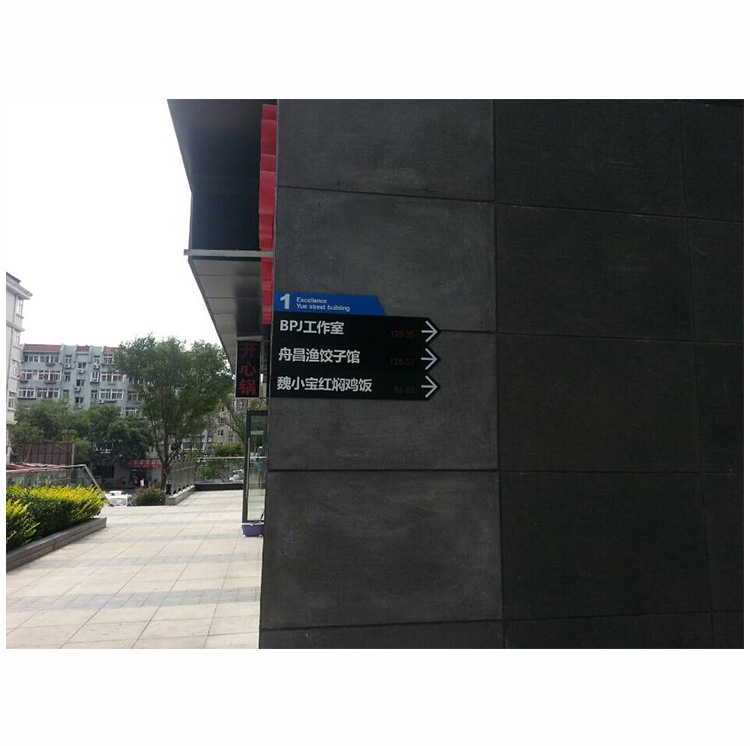 1 Excellence
Yue street building
BPJ工作室
舟昌渔饺子馆
魏小宝红焖鸡饭
开心锅